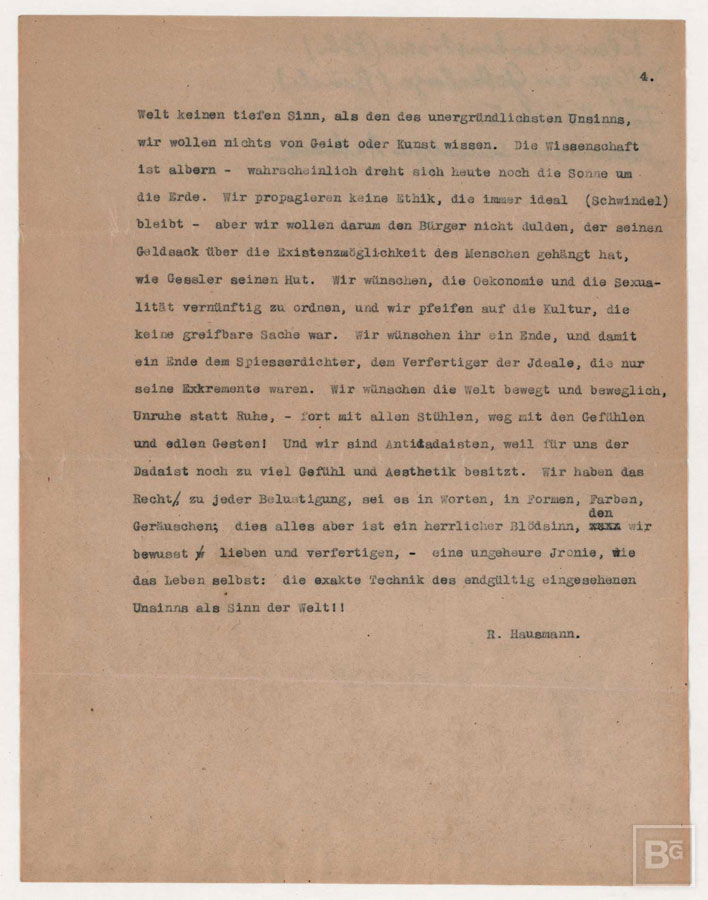 4.
Welt keinen tiefen Sinn, als den des unergründlichsten Unsinns,
wir wollen nichts von Geist oder Kunst wissen. Die Wissenschaft
ist albern - wahrscheinlich dreht sich heute noch die Sonne um
die Erde. Wir propagieren keine Ethik, die immer ideal (Schwindel)
bleibt - aber wir wollen darum den Bürger nicht dulden, der seinen
Geldsack über die Existenzmöglichkeit des Menschen gehängt hat,
wie Gessler seinen Hut. Wir wünschen, die Oekonomie und die Sexua-
lität vernünftig zu ordnen, und wir pfeifen auf die Kultur, die
keine greifbare Sache war. Wir wünschen ihr ein Ende, und damit
ein Ende dem Spiesserdichter, dem Verfertiger der Jdeale, die nur
seine Exkremente waren. Wir wünschen die Welt bewegt und beweglich,
Unruhe statt Ruhe, - fort mit allen Stühlen, weg mit den Gefühlen
und edlen Gesten! Und wir sind Antidadaisten, weil für uns der
Dadaist noch zu viel Gefühl und Aesthetik besitzt. Wir haben das
Recht, zu jeder Belustigung, sei es in Worten, in Formen, Farben,
Geräuschen; dies alles aber ist ein herrlicher Blödsinn, den wir
bewusst lieben und verfertigen, - eine ungeheure Jronie, wie
das Leben selbst: die exakte Technik des endgültig eingesehenen
Unsinns als Sinn der Welt!!
R. Hausmann.
BG